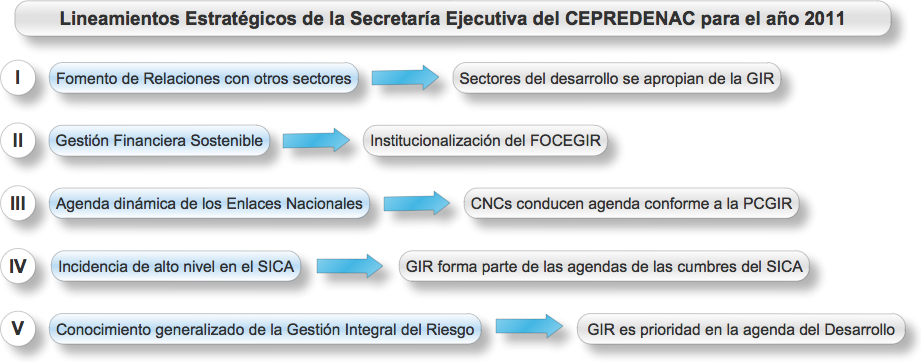 Lineamientos Estratégicos de la Secretaría Ejecutiva del CEPREDENAC para el año 2011
I Fomento de Relaciones con otros sectores Sectores del desarrollo se apropian de la GIR
II Gestión Financiera Sostenible Institucionalización del FOCEGIR
III Agenda dinámica de los Enlaces Nacionales CNCs conducen agenda conforme a la PCGIR
IV Incidencia de alto nivel en el SICA GIR forma parte de las agendas de las cumbres del SICA
V Conocimiento generalizado de la Gestión Integral del Riesgo GIR es prioridad en la agenda del Desarrollo